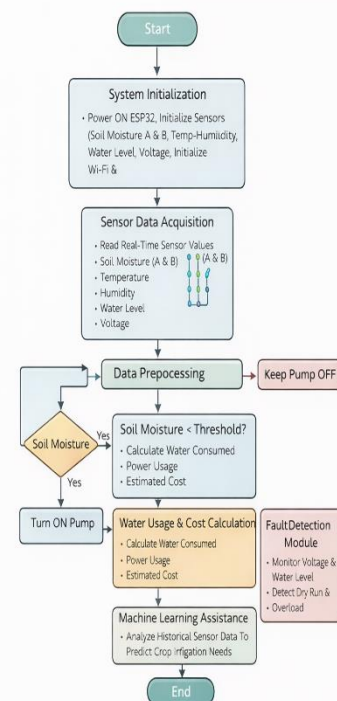 Start
System Initialization
• Power ON ESP32, Initialize Sensors
(Soil Moisture A & B, Temp-Humidity,
Water Level, Voltage, Initialize
Wi-Fi &
Sensor Data Acquisition
• Read Real-Time Sensor Values
• Soil Moisture (A & B)
(A & B)
• Temperature
• Humidity
• Water Level
• Voltage
Data Prepocessing
Keep Pump OFF
Soil Moisture
Yes
Yes
Soil Moisture < Threshold?
• Calculate Water Consumed
• Power Usage
• Estimated Cost
Turn ON Pump
Water Usage & Cost Calculation
• Calculate Water Consumed
• Power Usage
• Estimated Cost
Fault Detection
Module
• Monitor Voltage &
Water Level
• Detect Dry Run &
• Overload
Machine Learning Assistance
• Analyze Historical Sensor Data To
Predict Crop Irrigation Needs
End